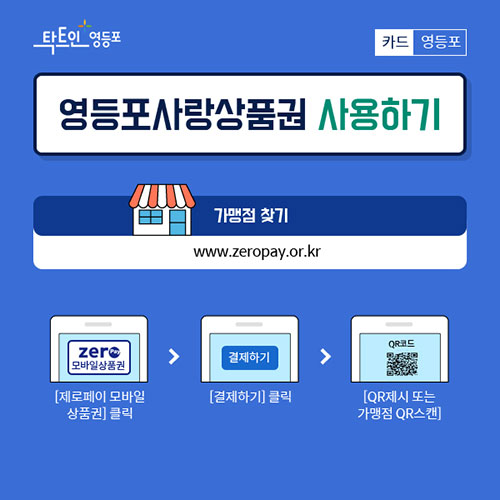 탁트인 영등포
카드 영등포
영등포사랑상품권 사용하기
가맹점 찾기
www.zeropay.or.kr
zero Pay
모바일상품권
결제하기
QR코드
[제로페이 모바일
상품권] 클릭
[결제하기] 클릭
[QR제시 또는
가맹점 QR스캔]